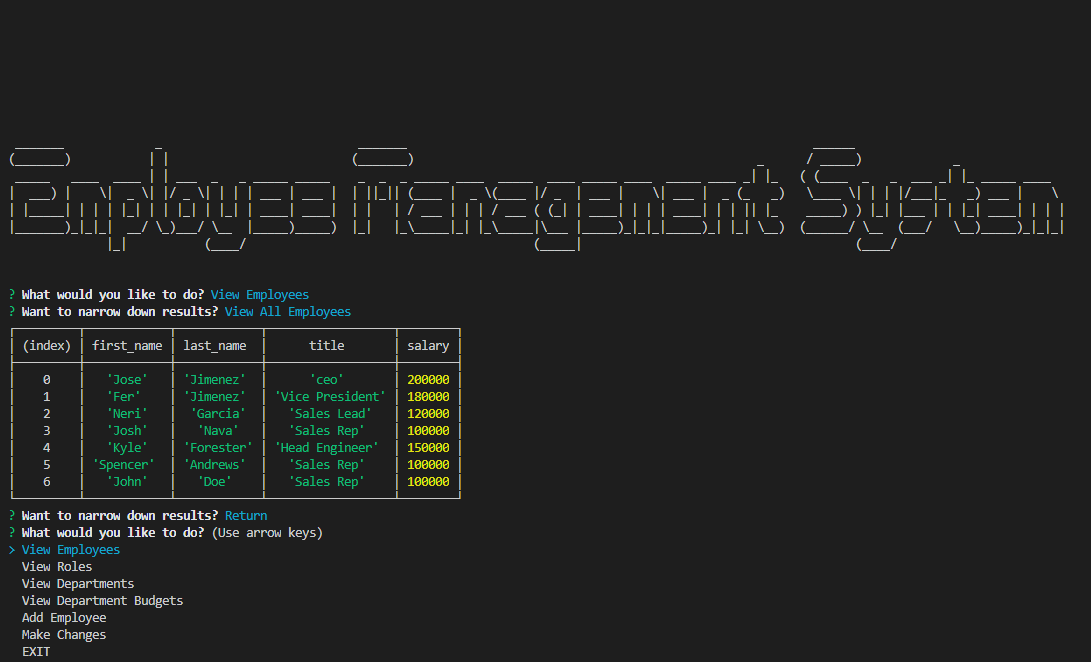 Employee Management System
? What would you like to do? View Employees
? Want to narrow down results? View All Employees
(index) first_name last_name title salary
0 'Jose' 'Jimenez' 'ceo' 200000
1 'Fer' 'Jimenez' 'Vice President' 180000
2 'Neri' 'Garcia' 'Sales Lead' 120000
3 'Josh' 'Nava' 'Sales Rep' 100000
4 'Kyle' 'Forester' 'Head Engineer' 150000
5 'Spencer' 'Andrews' 'Sales Rep' 100000
6 'John' 'Doe' 'Sales Rep' 100000
? Want to narrow down results? Return
? What would you like to do? (Use arrow keys)
> View Employees
View Roles
View Departments
View Department Budgets
Add Employee
Make Changes
EXIT